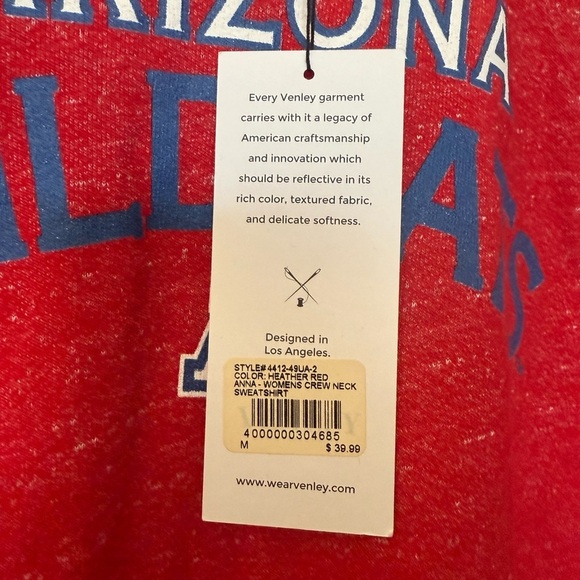 ARIZONA
Every Venley garment
carries with it a legacy of
American craftsmanship
and innovation which
should be reflective in its
rich color, textured fabric,
and delicate softness.
Designed in
Los Angeles.
STYLE# 4412-49UA-2
COLOR: HEATHER RED
ANNA - WOMENS CREW NECK
SWEATSHIRT
4000000304685
M $ 39.99
www.wearvenley.com